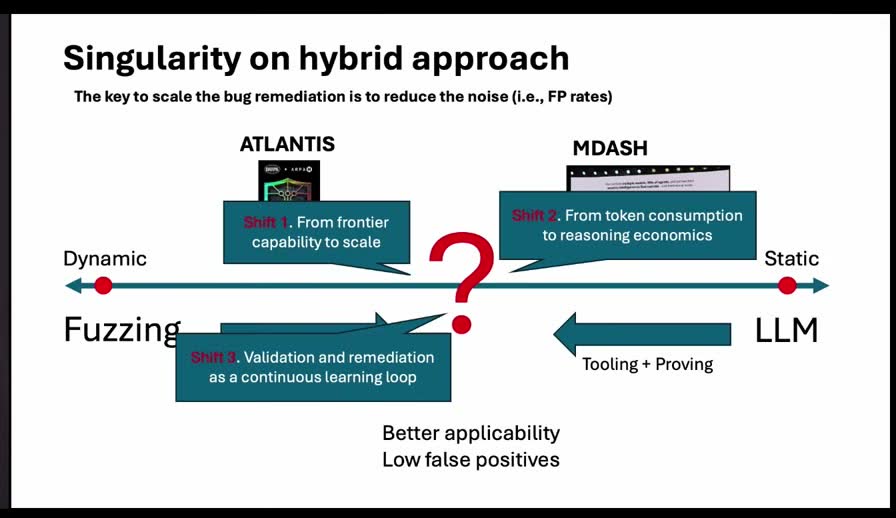 Singularity on hybrid approach
The key to scale the bug remediation is to reduce the noise (i.e., FP rates)
ATLANTIS
MDASH
Shift 1. From frontier
capability to scale
Shift 2. From token consumption
to reasoning economics
?
Dynamic
Static
Fuzzing
LLM
Shift 3. Validation and remediation
as a continuous learning loop
Tooling + Proving
Better applicability
Low false positives